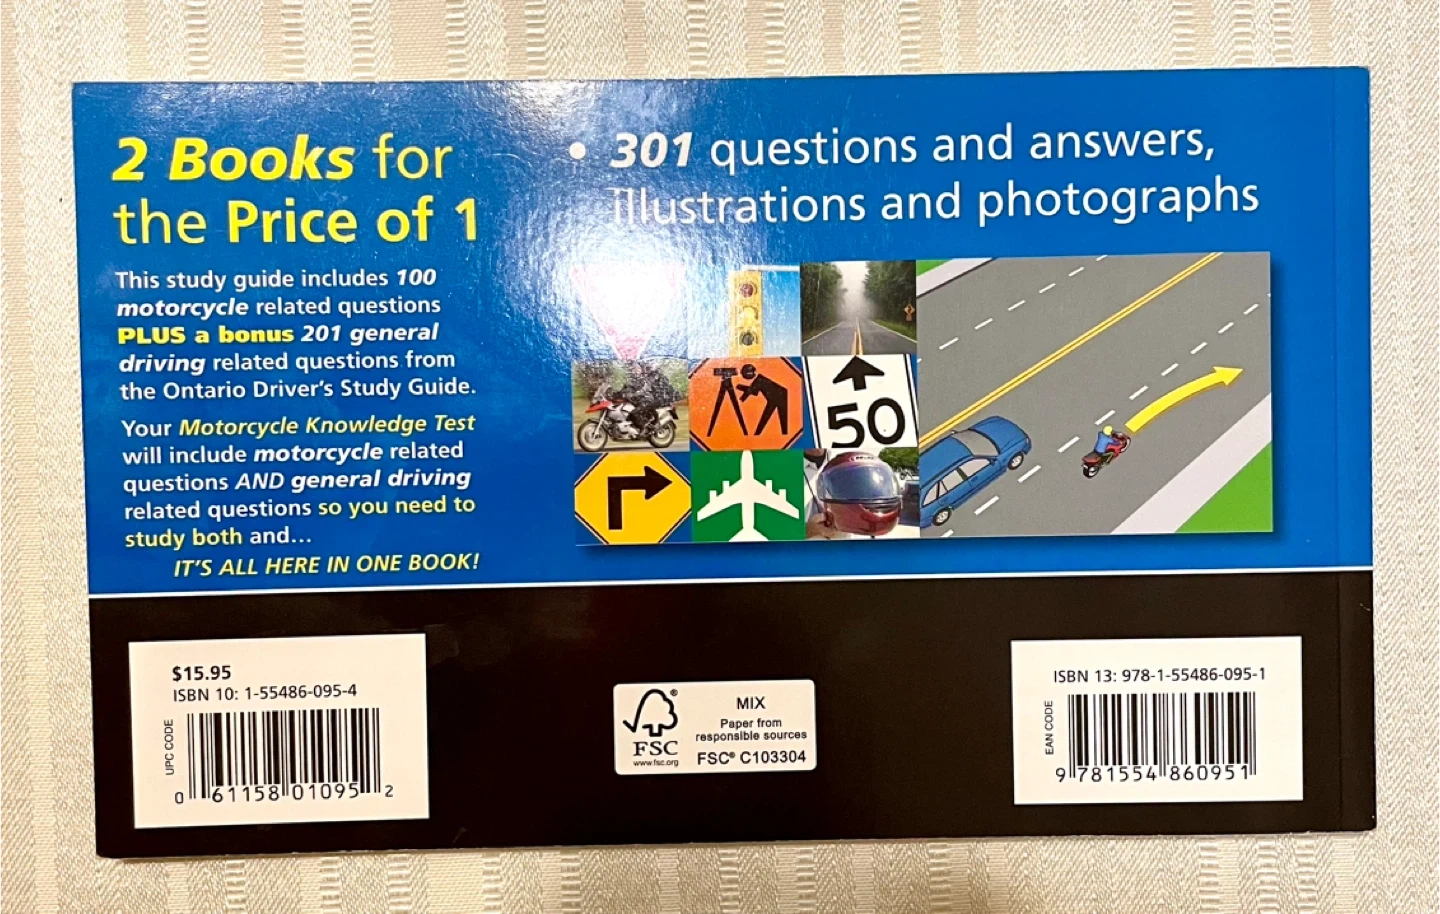 2 Books for
the Price of 1
This study guide includes 100
motorcycle related questions
PLUS a bonus 201 general
driving related questions from
the Ontario Driver's Study Guide.
Your Motorcycle Knowledge Test
will include motorcycle related
questions AND general driving
related questions so you need to
study both and...
IT'S ALL HERE IN ONE BOOK!
• 301 questions and answers,
illustrations and photographs
50
$15.95
ISBN 10: 1-55486-095-4
UPC CODE
0 61158 01095 2
MIX
Paper from
responsible sources
FSC® C103304
FSC
www.fsc.org
ISBN 13: 978-1-55486-095-1
EAN CODE
9 781554 860951